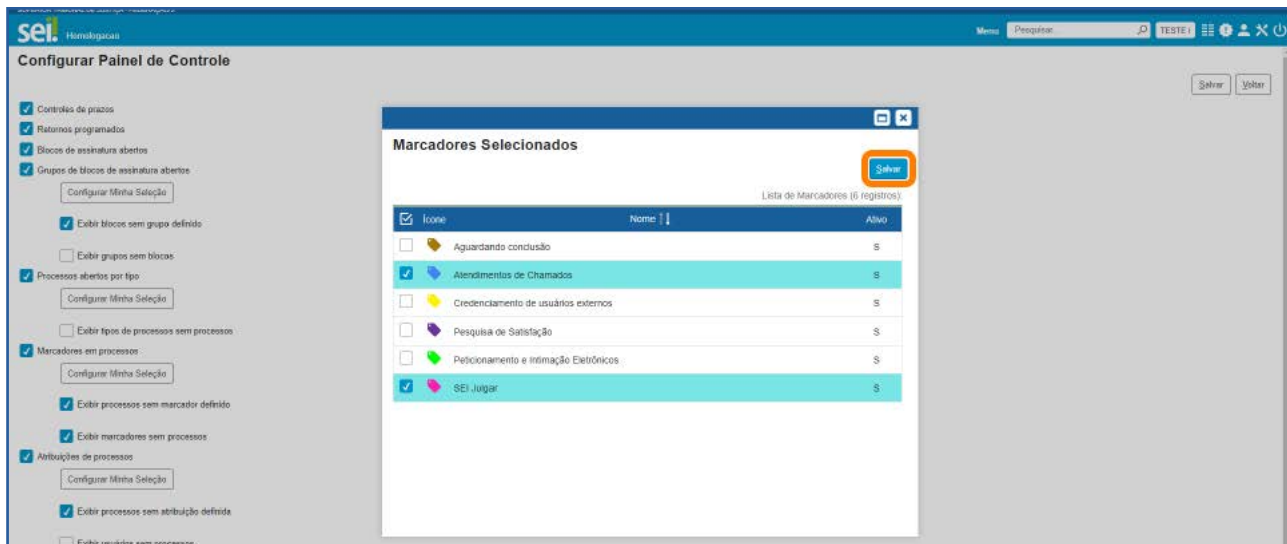 sei!
Homologacao
Menu
Pesquisar...
Configurar Painel de Controle
Salvar
Voltar
Controles de prazos
Retornos programados
Blocos de assinatura abertos
Grupos de blocos de assinatura abertos
Configurar Minha Seleção
Exibir blocos sem grupo definido
Exibir grupos sem blocos
Processos abertos por tipo
Configurar Minha Seleção
Exibir tipos de processos sem processos
Marcadores em processos
Configurar Minha Seleção
Exibir processos sem marcador definido
Exibir marcadores sem processos
Atribuições de processos
Configurar Minha Seleção
Exibir processos sem atribuição definida
Exibir usuários sem processos
Marcadores Selecionados
Salvar
Lista de Marcadores (6 registros):
Ícone Nome Ativo
Aguardando conclusão S
Atendimentos de Chamados S
Credenciamento de usuários externos S
Pesquisa de Satisfação S
Peticionamento e Intimação Eletrônicos S
SEI Julgar S